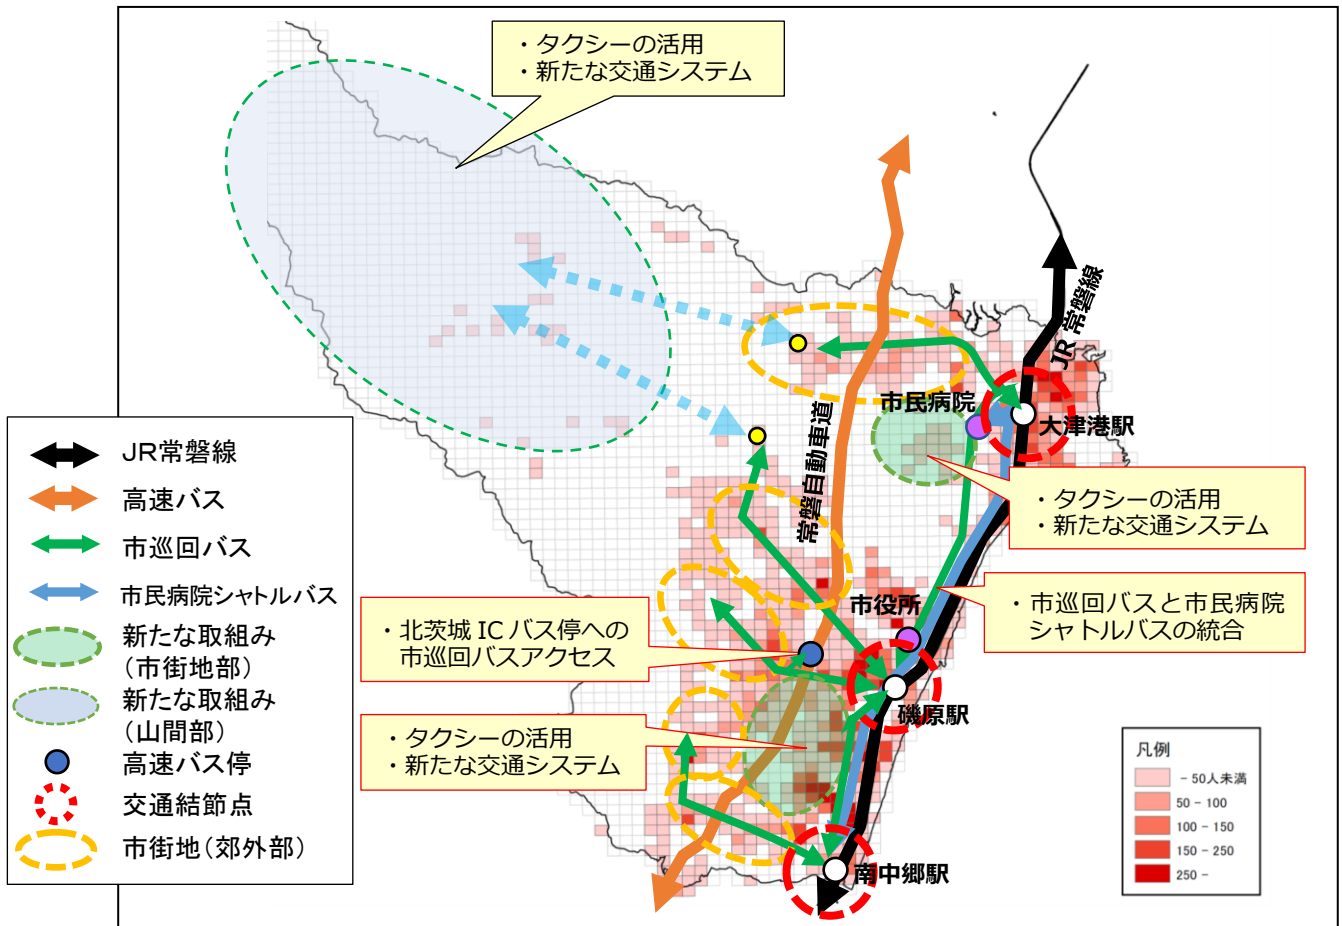 ・タクシーの活用
・新たな交通システム
JR 常磐線
常磐自動車道
市民病院
大津港駅
・タクシーの活用
・新たな交通システム
・市巡回バスと市民病院
シャトルバスの統合
市役所
・北茨城 IC バス停への
市巡回バスアクセス
磯原駅
・タクシーの活用
・新たな交通システム
南中郷駅
JR常磐線
高速バス
市巡回バス
市民病院シャトルバス
新たな取組み
(市街地部)
新たな取組み
(山間部)
高速バス停
交通結節点
市街地(郊外部)
凡例
- 50人未満
50 - 100
100 - 150
150 - 250
250 -